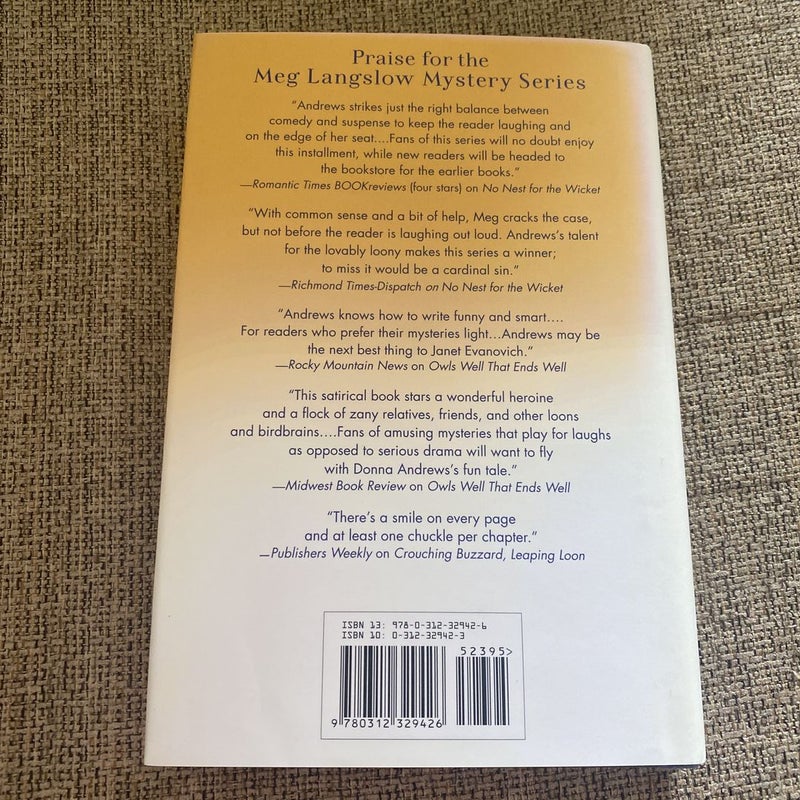 Praise for the
Meg Langslow Mystery Series
“Andrews strikes just the right balance between
comedy and suspense to keep the reader laughing and
on the edge of her seat....Fans of this series will no doubt enjoy
this installment, while new readers will be headed to
the bookstore for the earlier books.”
—Romantic Times BOOKreviews (four stars) on No Nest for the Wicket
“With common sense and a bit of help, Meg cracks the case,
but not before the reader is laughing out loud. Andrews’s talent
for the lovably loony makes this series a winner;
to miss it would be a cardinal sin.”
—Richmond Times-Dispatch on No Nest for the Wicket
“Andrews knows how to write funny and smart....
For readers who prefer their mysteries light...Andrews may be
the next best thing to Janet Evanovich.”
—Rocky Mountain News on Owls Well That Ends Well
“This satirical book stars a wonderful heroine
and a flock of zany relatives, friends, and other loons
and birdbrains....Fans of amusing mysteries that play for laughs
as opposed to serious drama will want to fly
with Donna Andrews’s fun tale.”
—Midwest Book Review on Owls Well That Ends Well
“There’s a smile on every page
and at least one chuckle per chapter.”
—Publishers Weekly on Crouching Buzzard, Leaping Loon
ISBN 13: 978-0-312-32942-6
ISBN 10: 0-312-32942-3
52395>
9 780312 329426